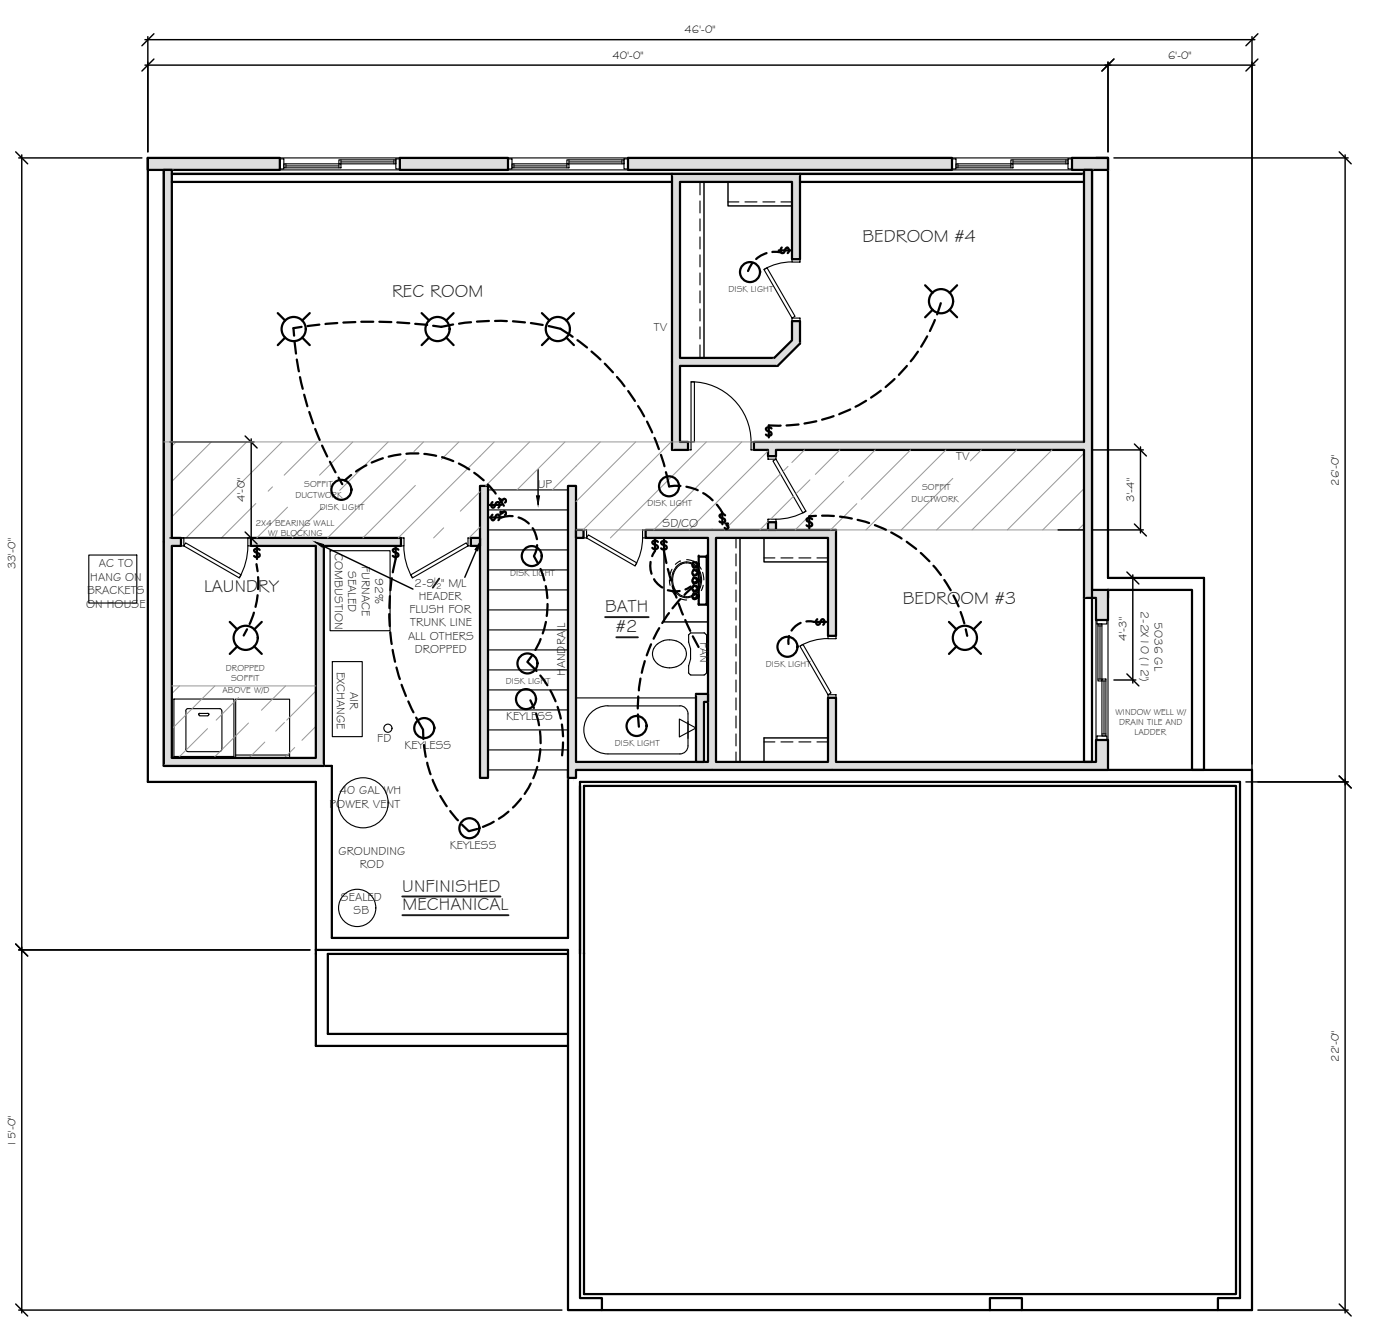 46'-0"
40'-0"
6'-0"
BEDROOM #4
REC ROOM
DISK LIGHT
TV
$
$
TV
26'-0"
4'-0"
SOFFIT
DUCTWORK
DISK LIGHT
UP
DISK LIGHT
SOFFIT
DUCTWORK
3'-4"
2X4 BEARING WALL
W/ BLOCKING
SD/CO
33'-0"
AC TO
HANG ON
BRACKETS
ON HOUSE
LAUNDRY
92%
FURNACE
SEALED
COMBUSTION
2-9½" M/L
HEADER
FLUSH FOR
TRUNK LINE
ALL OTHERS
DROPPED
DISK LIGHT
HANDRAIL
BATH
#2
FAN
BEDROOM #3
DISK LIGHT
4'-3"
5036 GL
2-2X10 (12')
WINDOW WELL W/
DRAIN TILE AND
LADDER
DROPPED
SOFFIT
ABOVE W/D
AIR
EXCHANGE
FD
KEYLESS
DISK LIGHT
KEYLESS
DISK LIGHT
40 GAL WH
POWER VENT
KEYLESS
GROUNDING
ROD
SEALED
SB
UNFINISHED
MECHANICAL
15'-0"
22'-0"